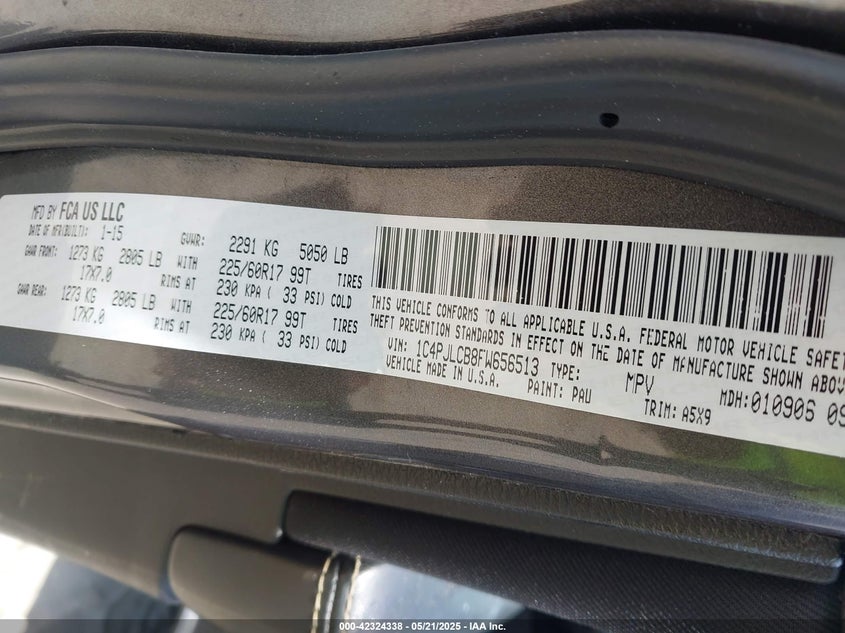 MFD BY FCA US LLC
DATE OF MFR(BUILT): 1-15 GVWR: 2291 KG 5050 LB
GAWR FRONT: 1273 KG 2805 LB WITH 225/60R17 99T TIRES
17X7.0 RIMS AT 230 KPA ( 33 PSI) COLD
GAWR REAR: 1273 KG 2805 LB WITH 225/60R17 99T TIRES
17X7.0 RIMS AT 230 KPA ( 33 PSI) COLD
THIS VEHICLE CONFORMS TO ALL APPLICABLE U.S.A. FEDERAL MOTOR VEHICLE SAFET
THEFT PREVENTION STANDARDS IN EFFECT ON THE DATE OF MANUFACTURE SHOWN ABOV
VIN: 1C4PJLCB8FW656513 TYPE: MPV MDH:010906 09
VEHICLE MADE IN U.S.A. PAINT: PAU TRIM: A5X9
000-42324338 - 05/21/2025 - IAA Inc.